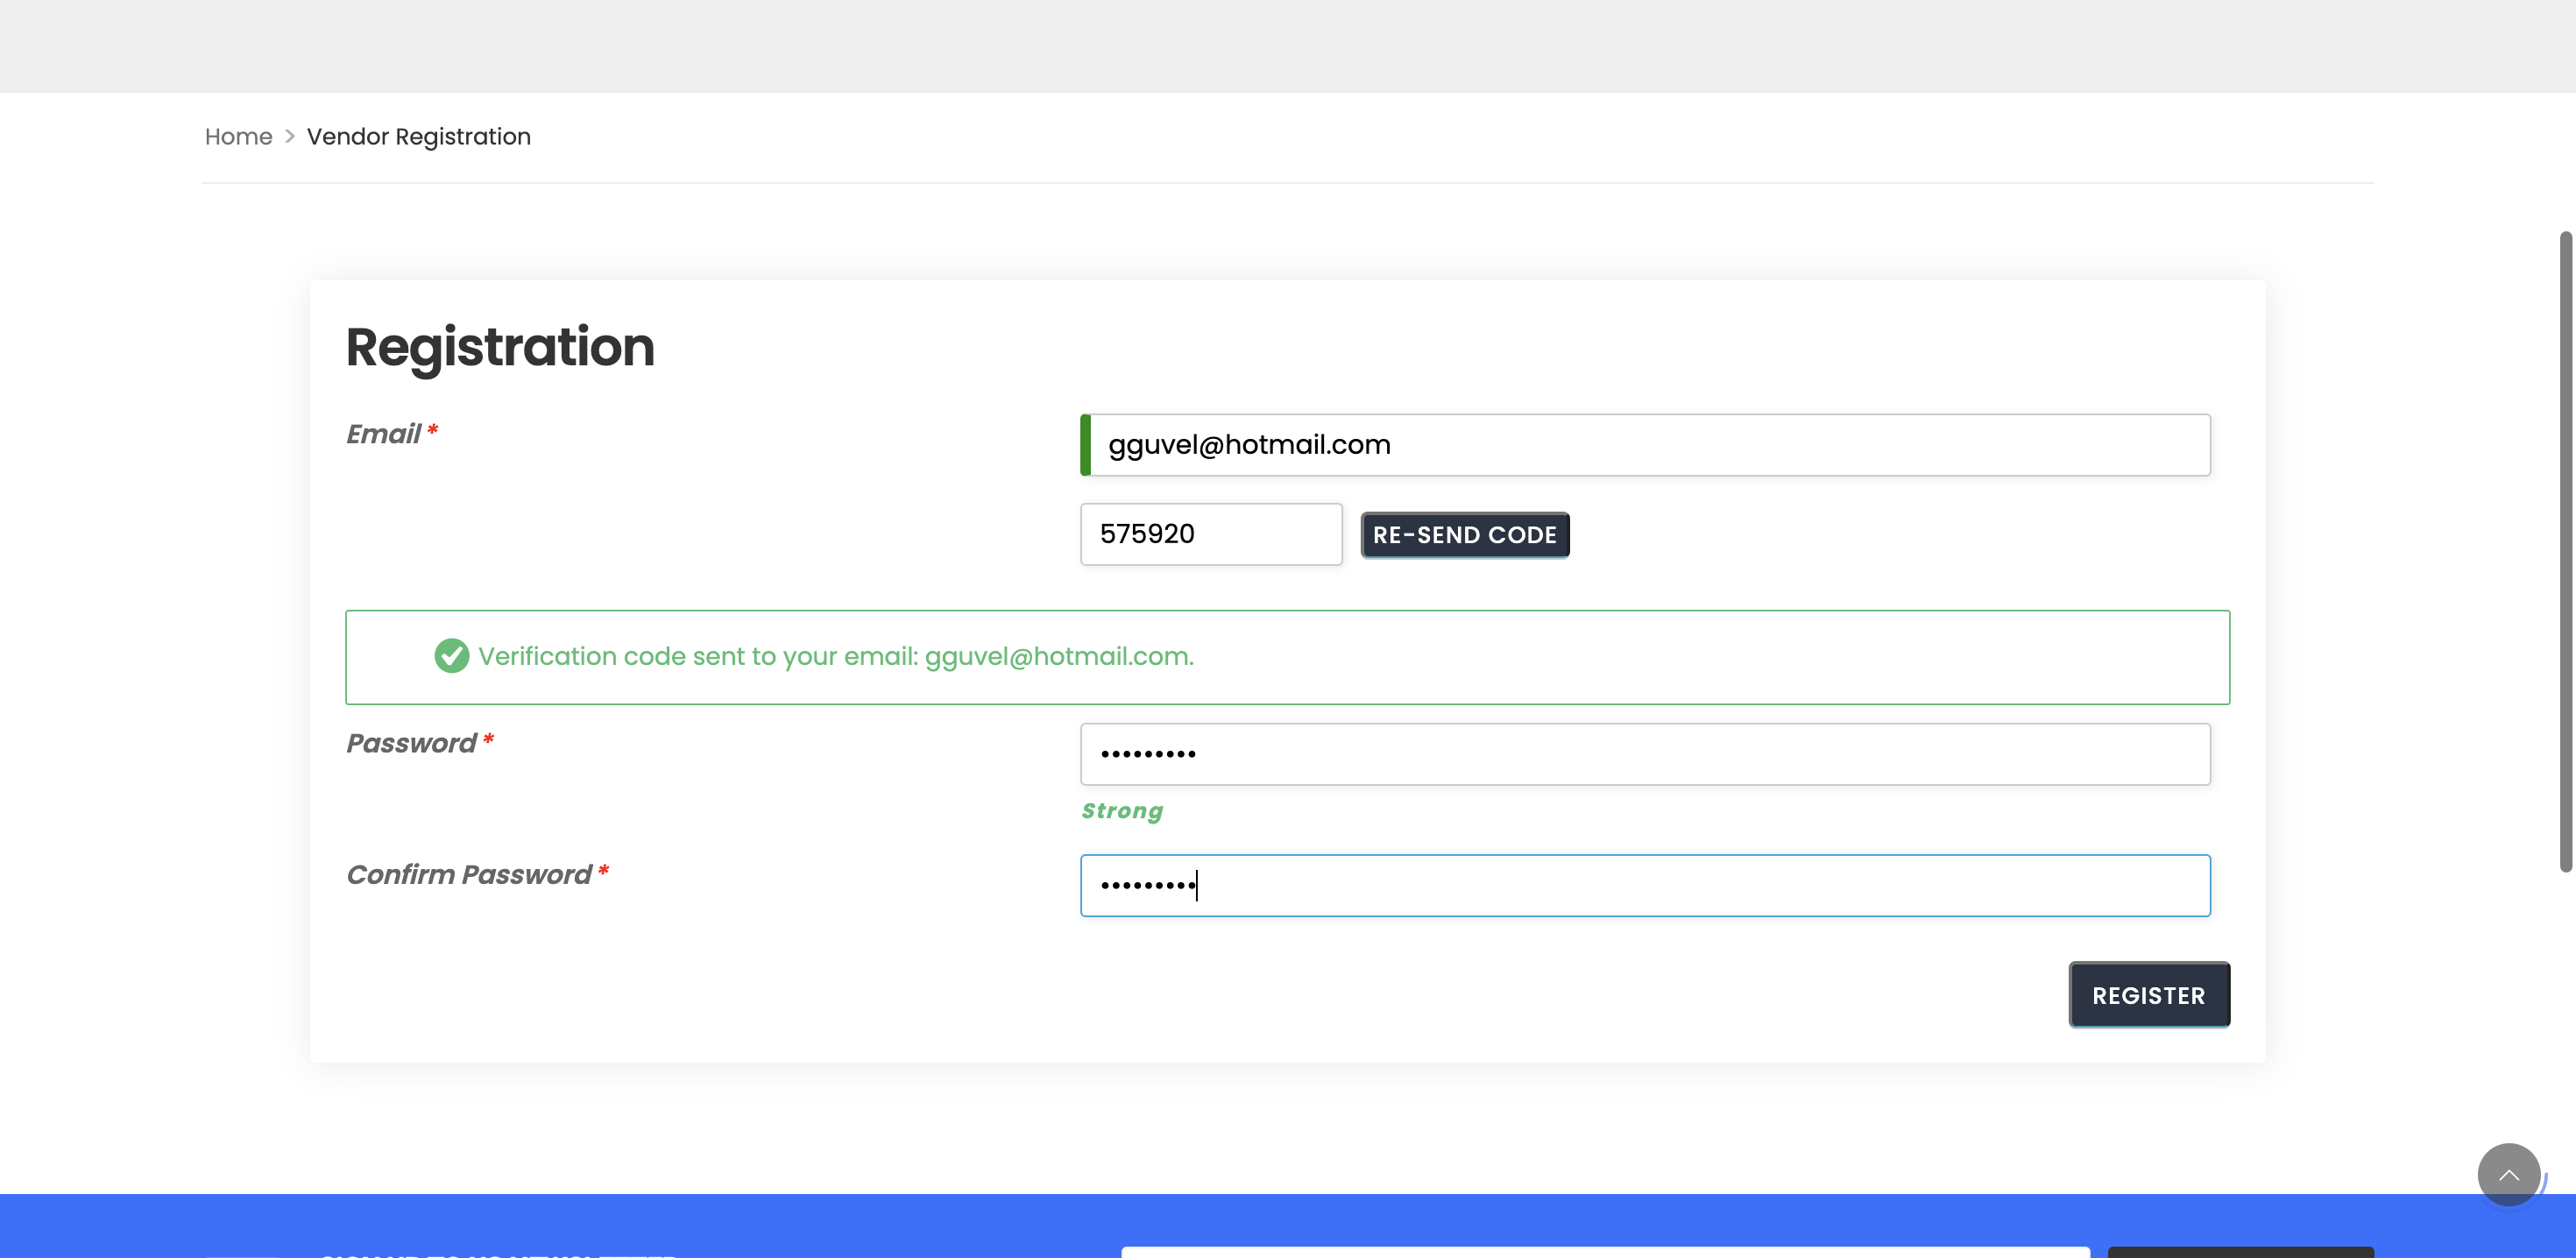 Home > Vendor Registration
Registration
Email *
gguvel@hotmail.com
575920
RE-SEND CODE
Verification code sent to your email: gguvel@hotmail.com.
Password *
•••••••••
Strong
Confirm Password *
•••••••••
REGISTER